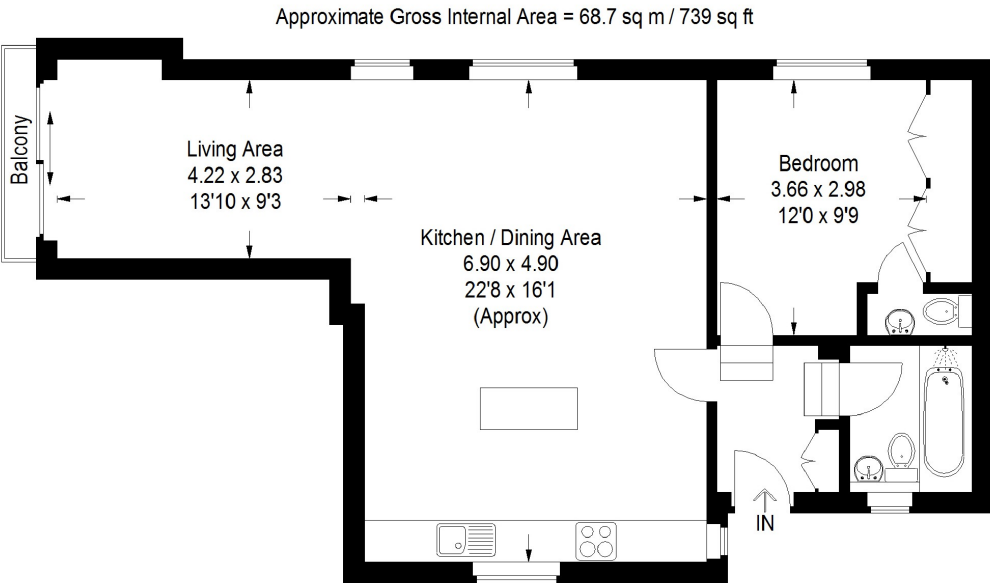 Approximate Gross Internal Area = 68.7 sq m / 739 sq ft
Balcony
Living Area
4.22 x 2.83
13'10 x 9'3
Kitchen / Dining Area
6.90 x 4.90
22'8 x 16'1
(Approx)
Bedroom
3.66 x 2.98
12'0 x 9'9
IN